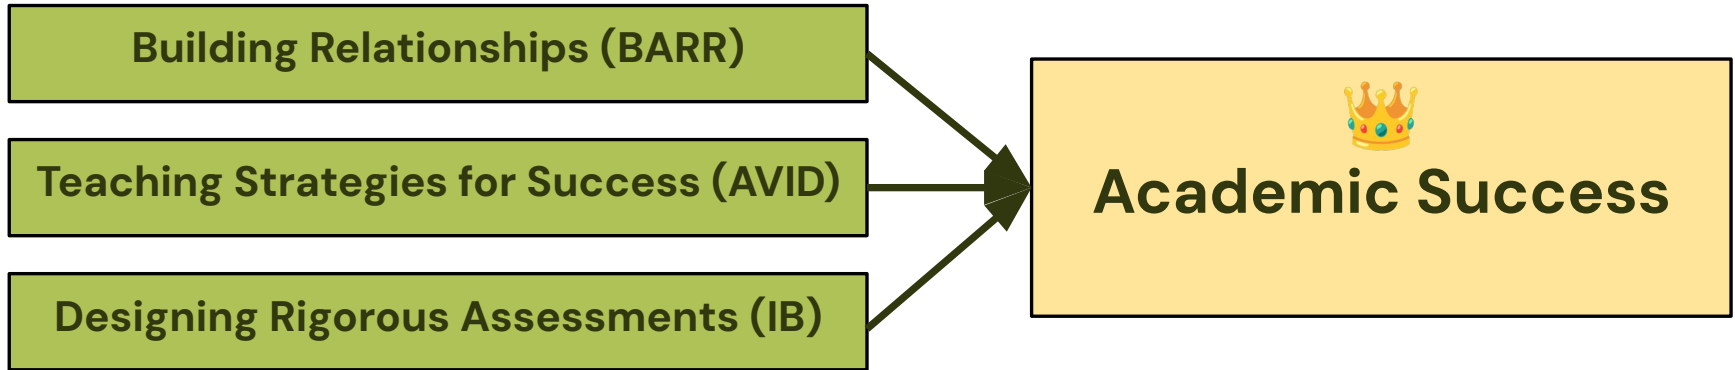 Building Relationships (BARR)
Teaching Strategies for Success (AVID)
Designing Rigorous Assessments (IB)
Academic Success